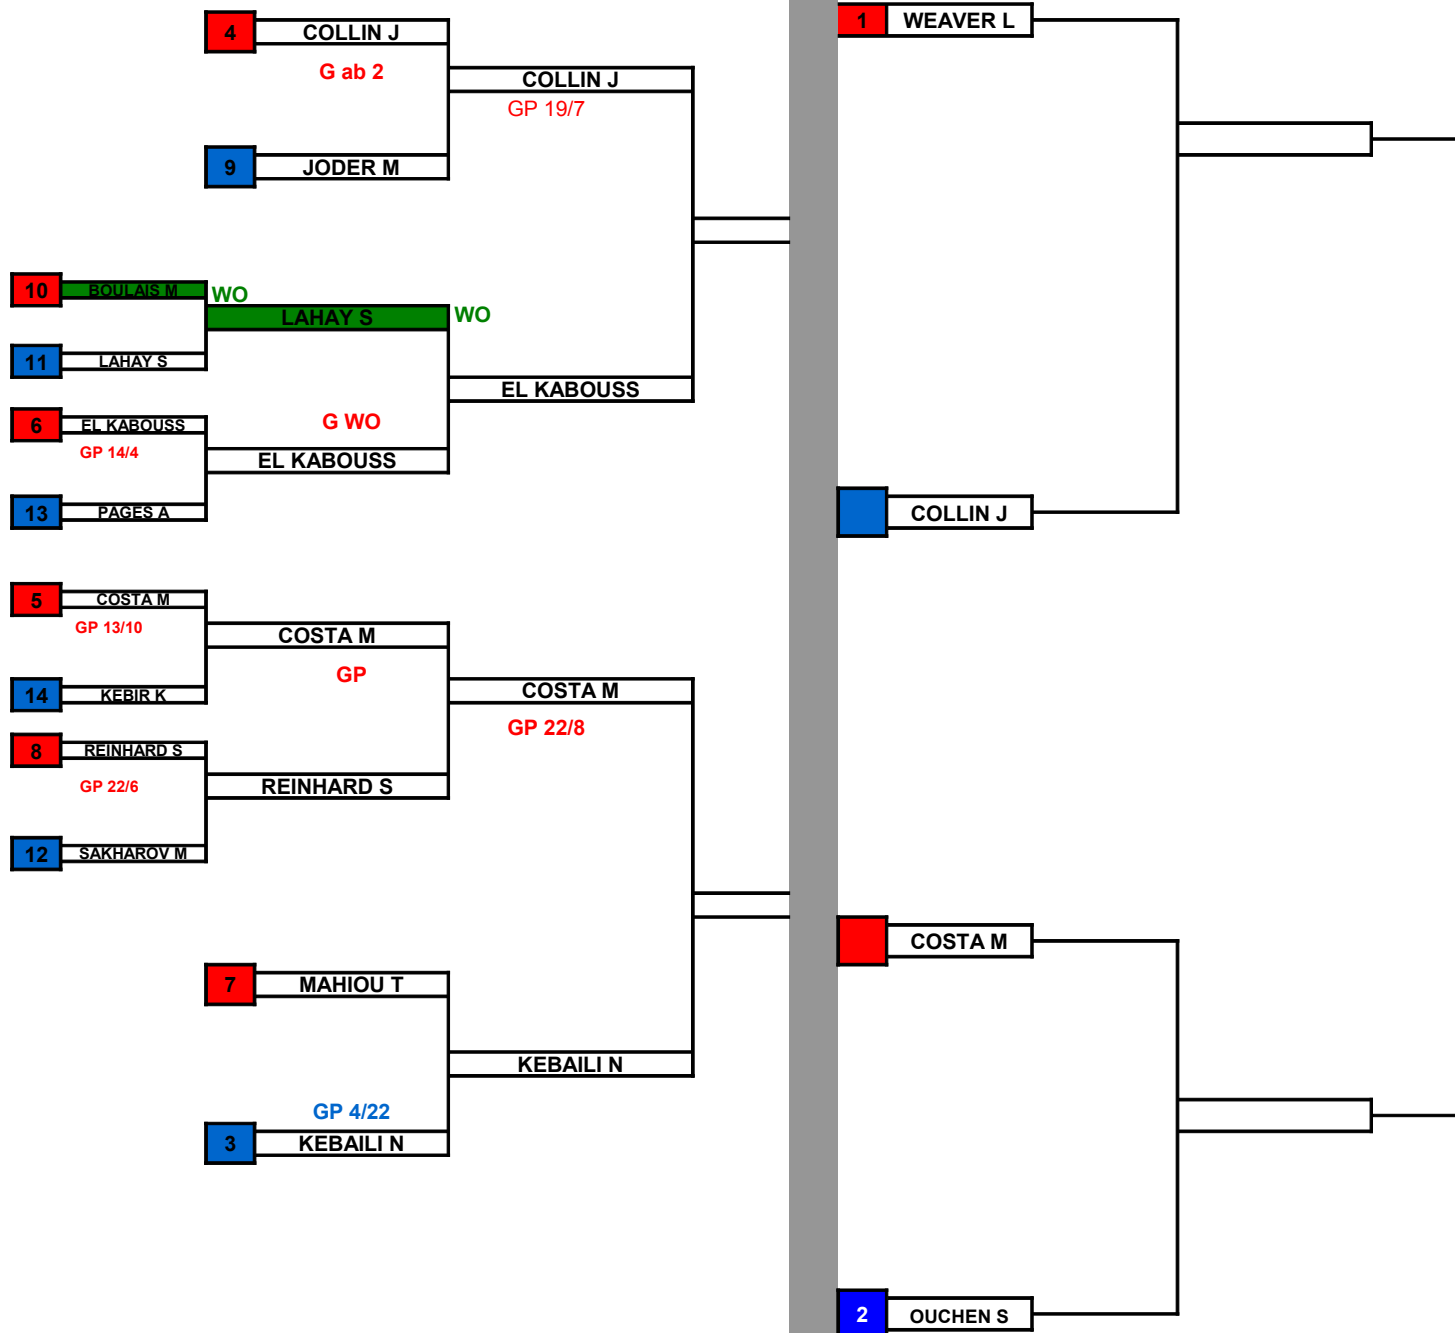 4
COLLIN J
G ab 2
COLLIN J
GP 19/7
9
JODER M
10
BOULAIS M
WO
LAHAY S
WO
11
LAHAY S
EL KABOUSS
6
EL KABOUSS
GP 14/4
G WO
EL KABOUSS
13
PAGES A
5
COSTA M
GP 13/10
COSTA M
GP
14
KEBIR K
COSTA M
GP 22/8
8
REINHARD S
GP 22/6
REINHARD S
12
SAKHAROV M
7
MAHIOU T
KEBAILI N
GP 4/22
3
KEBAILI N
1
WEAVER L
COLLIN J
COSTA M
2
OUCHEN S